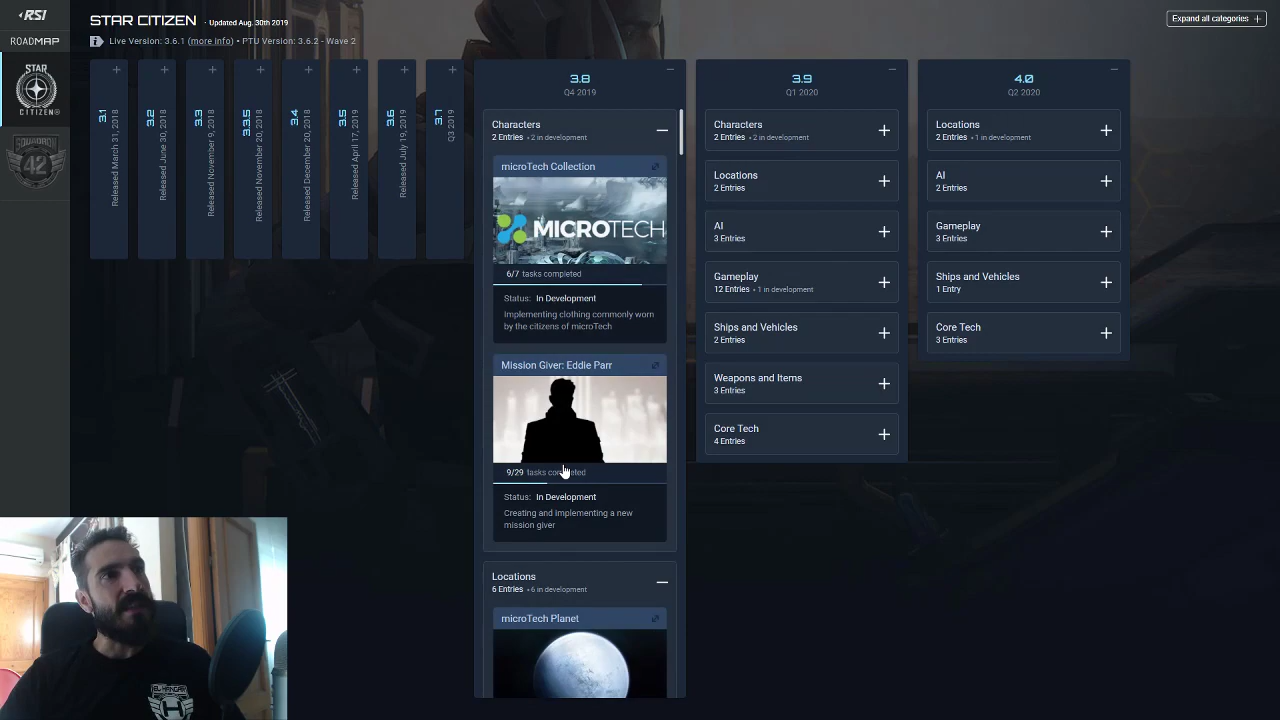 RSI
ROADMAP
STAR CITIZEN®
SQUADRON 42
STAR CITIZEN · Updated Aug. 30th 2019
Live Version: 3.6.1 (more info) • PTU Version: 3.6.2 - Wave 2
Expand all categories
3.1 Released March 31, 2018
3.2 Released June 30, 2018
3.3 Released November 9, 2018
3.3.5 Released November 20, 2018
3.4 Released December 20, 2018
3.5 Released April 17, 2019
3.6 Released July 19, 2019
3.7 Q3 2019
3.8
Q4 2019
Characters
2 Entries • 2 in development
microTech Collection
MICROTECH
6/7 tasks completed
Status: In Development
Implementing clothing commonly worn
by the citizens of microTech
Mission Giver: Eddie Parr
9/29 tasks completed
Status: In Development
Creating and implementing a new
mission giver
Locations
6 Entries • 6 in development
microTech Planet
3.9
Q1 2020
Characters
2 Entries • 2 in development
Locations
2 Entries
AI
3 Entries
Gameplay
12 Entries • 1 in development
Ships and Vehicles
2 Entries
Weapons and Items
3 Entries
Core Tech
4 Entries
4.0
Q2 2020
Locations
2 Entries • 1 in development
AI
2 Entries
Gameplay
3 Entries
Ships and Vehicles
1 Entry
Core Tech
3 Entries